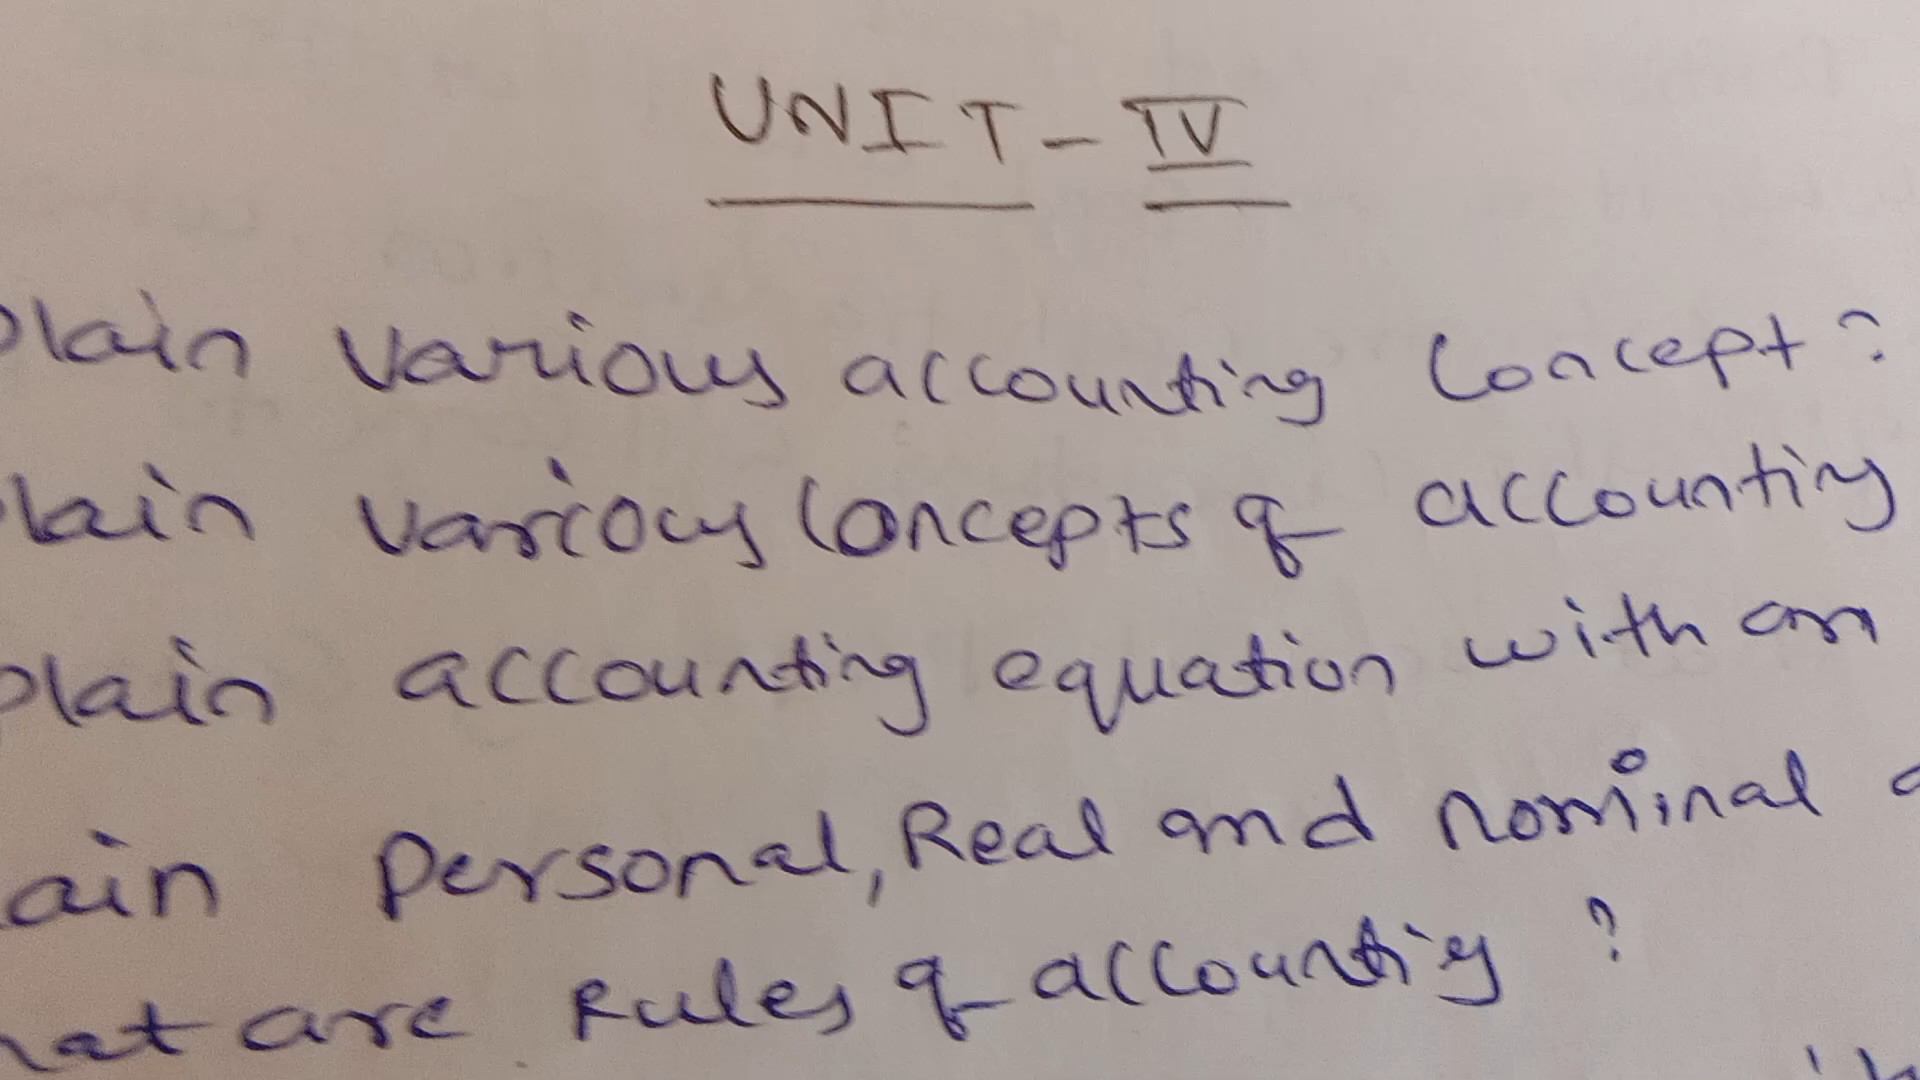 UNIT - IV
plain various accounting Concept?
lain various Concepts of accounting
plain accounting equation with an
ain Personal, Real and nominal
hat are Rules of accounting?